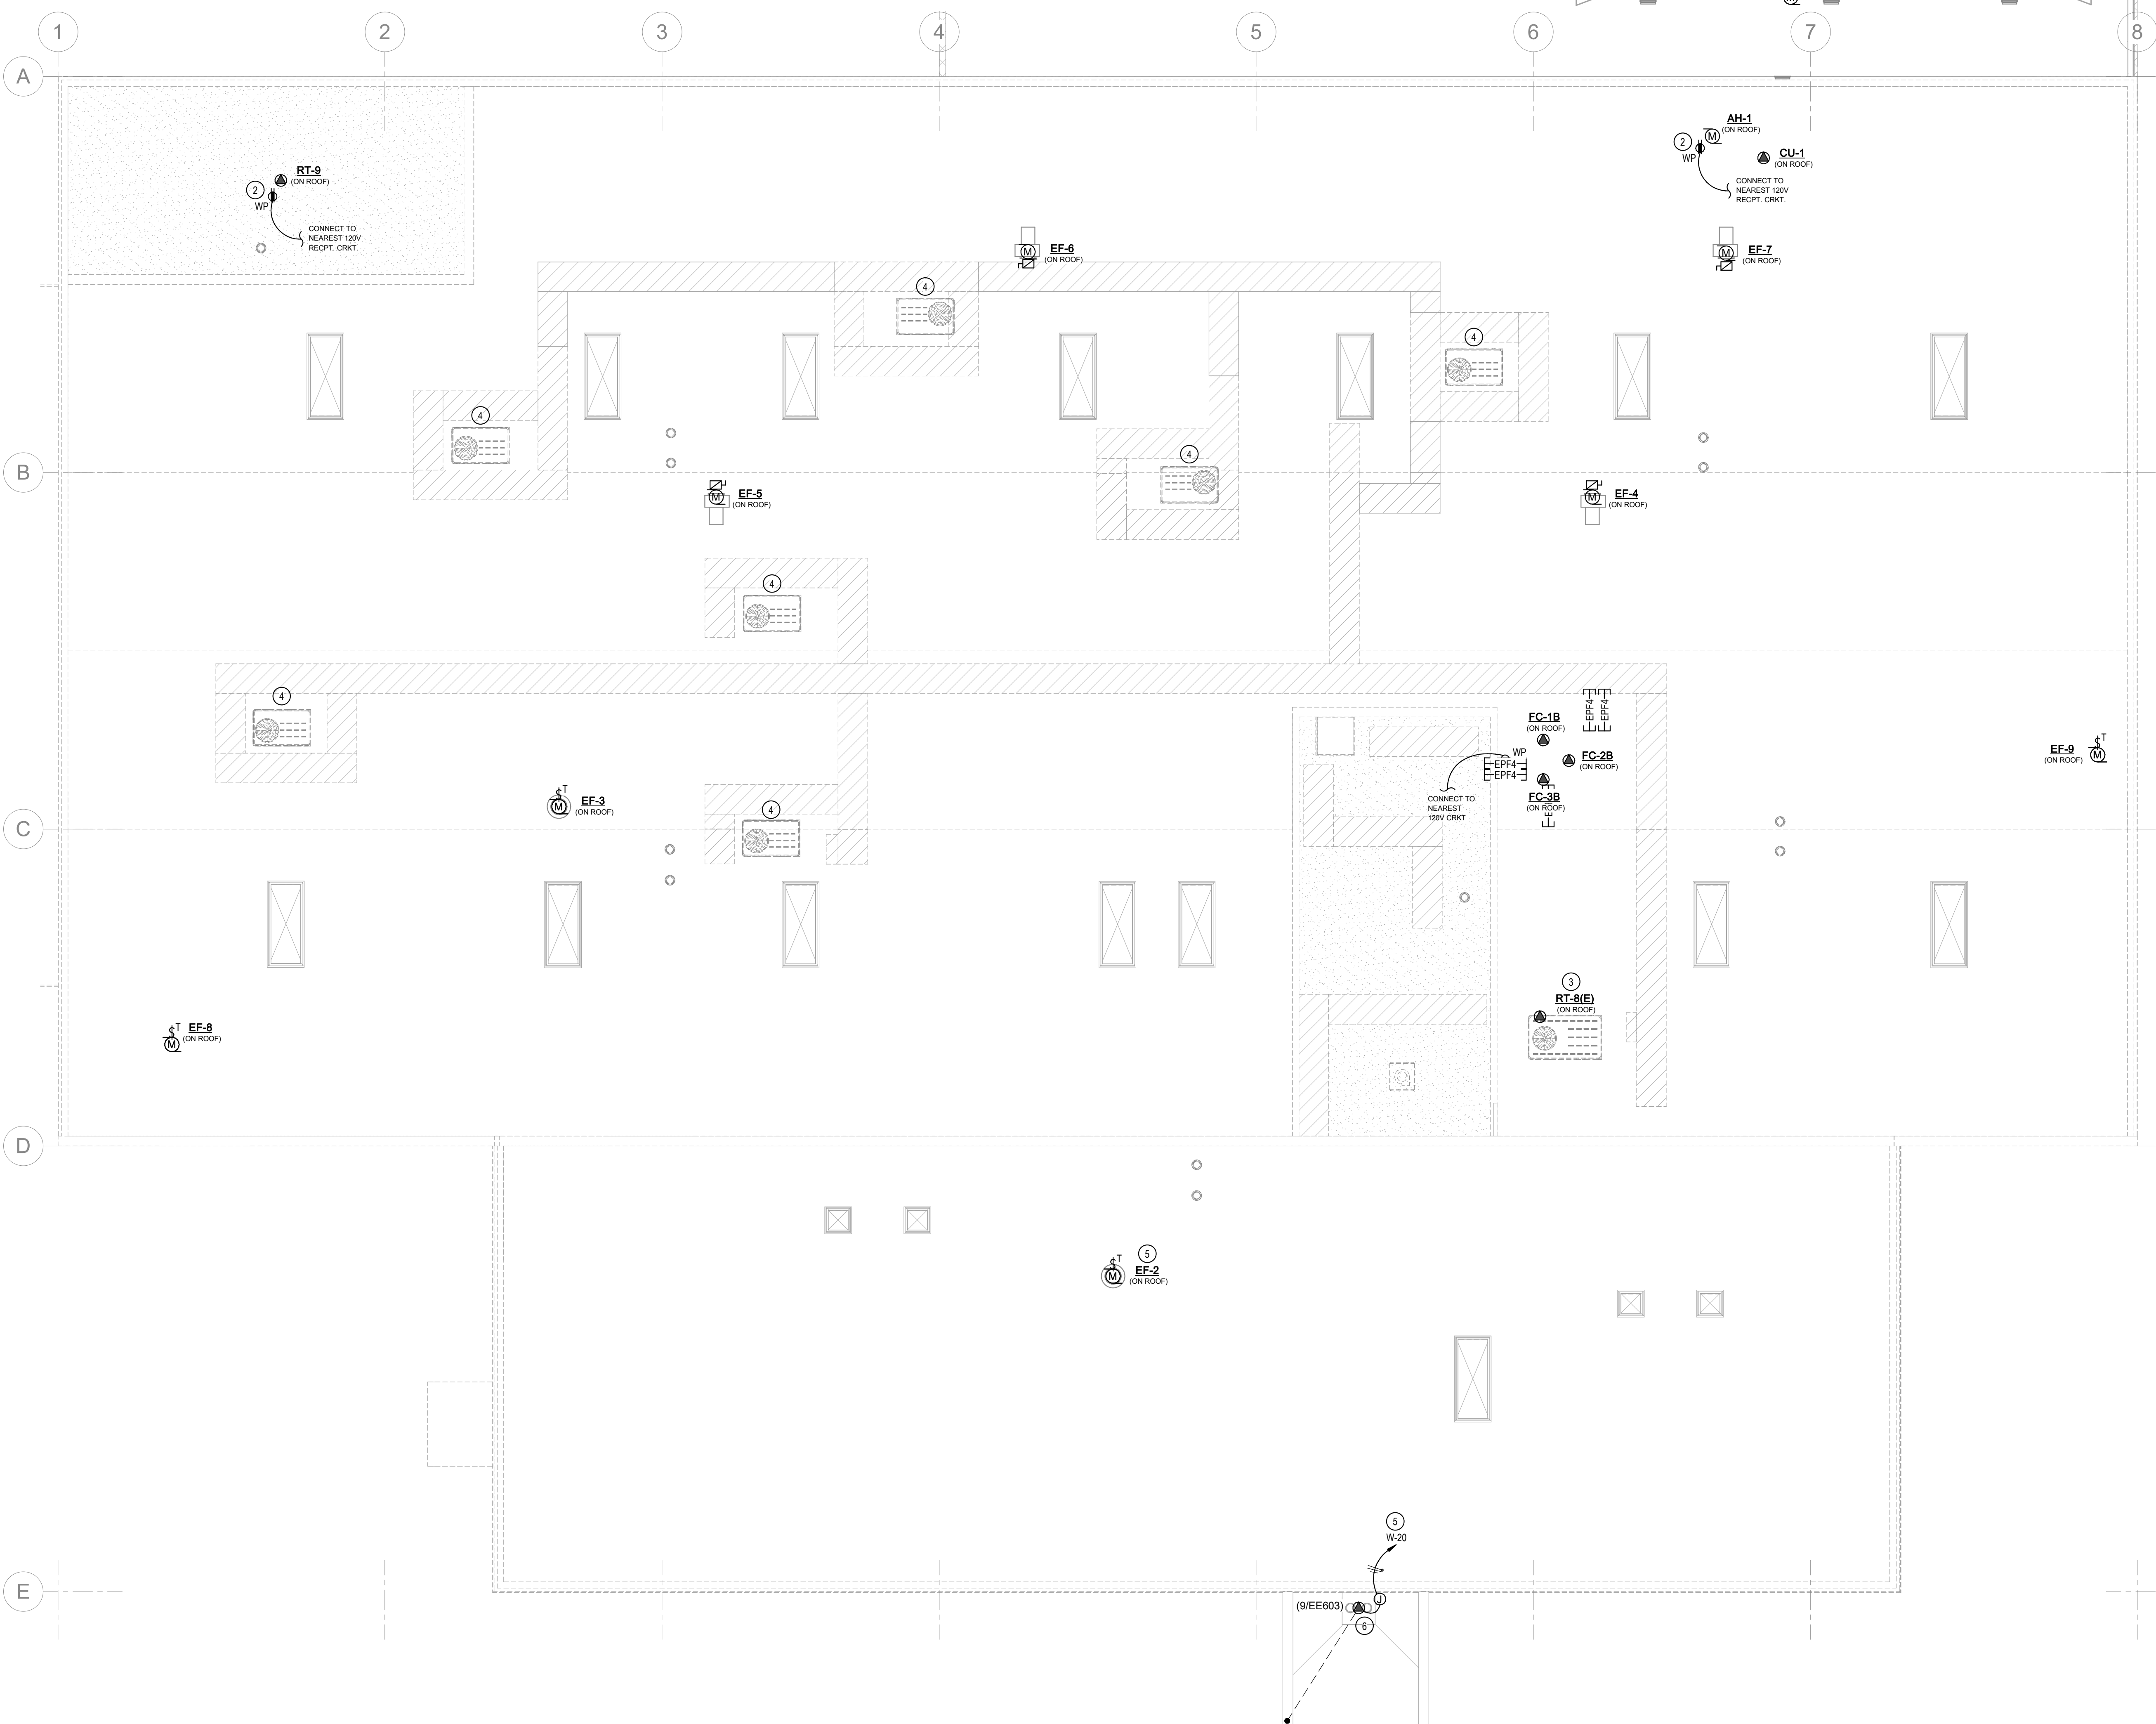 1 2 3 4 5 6 7 8
A
AH-1
(ON ROOF)
M
2
WP
CU-1
(ON ROOF)
CONNECT TO
NEAREST 120V
RECPT. CRKT.
RT-9
(ON ROOF)
2
WP
CONNECT TO
NEAREST 120V
RECPT. CRKT.
M
EF-6
(ON ROOF)
M
EF-7
(ON ROOF)
4
4
4
4
B
M
EF-5
(ON ROOF)
M
EF-4
(ON ROOF)
4
4
EPF4
EPF4
FC-1B
(ON ROOF)
WP
EPF4
EPF4
FC-2B
(ON ROOF)
FC-3B
(ON ROOF)
E
CONNECT TO
NEAREST
120V CRKT
EF-9
(ON ROOF)
$T
M
$T
M
EF-3
(ON ROOF)
4
C
3
RT-8(E)
(ON ROOF)
$T
M
EF-8
(ON ROOF)
D
5
$T
M
EF-2
(ON ROOF)
5
W-20
E
J
(9/EE603)
6